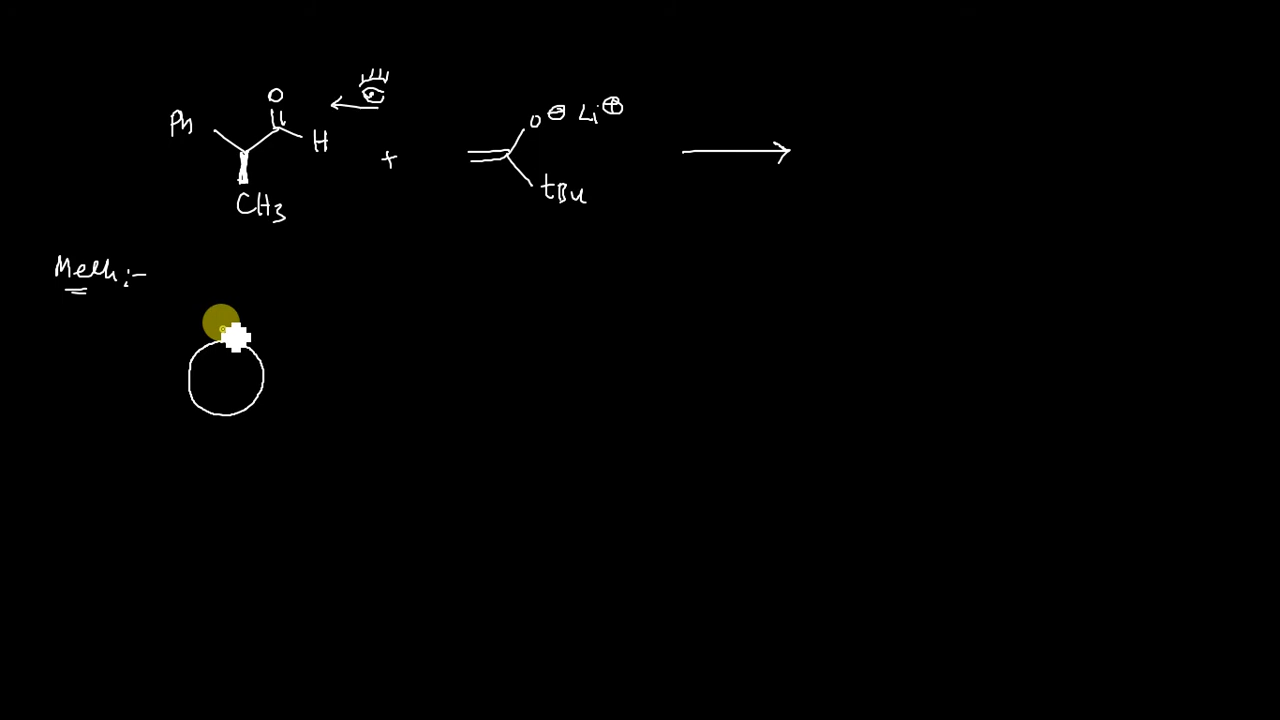 O
Ph H + O ⊖ Li ⊕
CH3 tBu
Mech :-